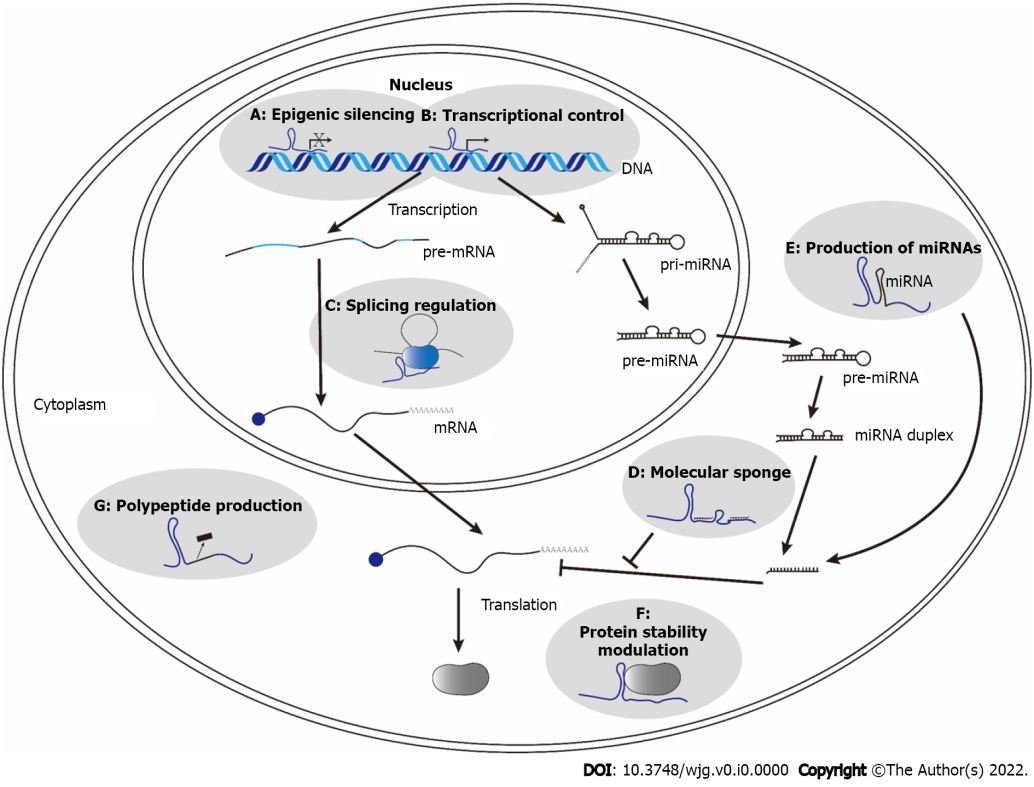 Nucleus
A: Epigenic silencing
B: Transcriptional control
X
DNA
Transcription
pre-mRNA
pri-miRNA
E: Production of miRNAs
miRNA
C: Splicing regulation
pre-miRNA
pre-miRNA
Cytoplasm
AAAAAAAAA
mRNA
miRNA duplex
D: Molecular sponge
G: Polypeptide production
AAAAAAAAA
Translation
F:
Protein stability
modulation
DOI: 10.3748/wjg.v0.i0.0000 Copyright ©The Author(s) 2022.